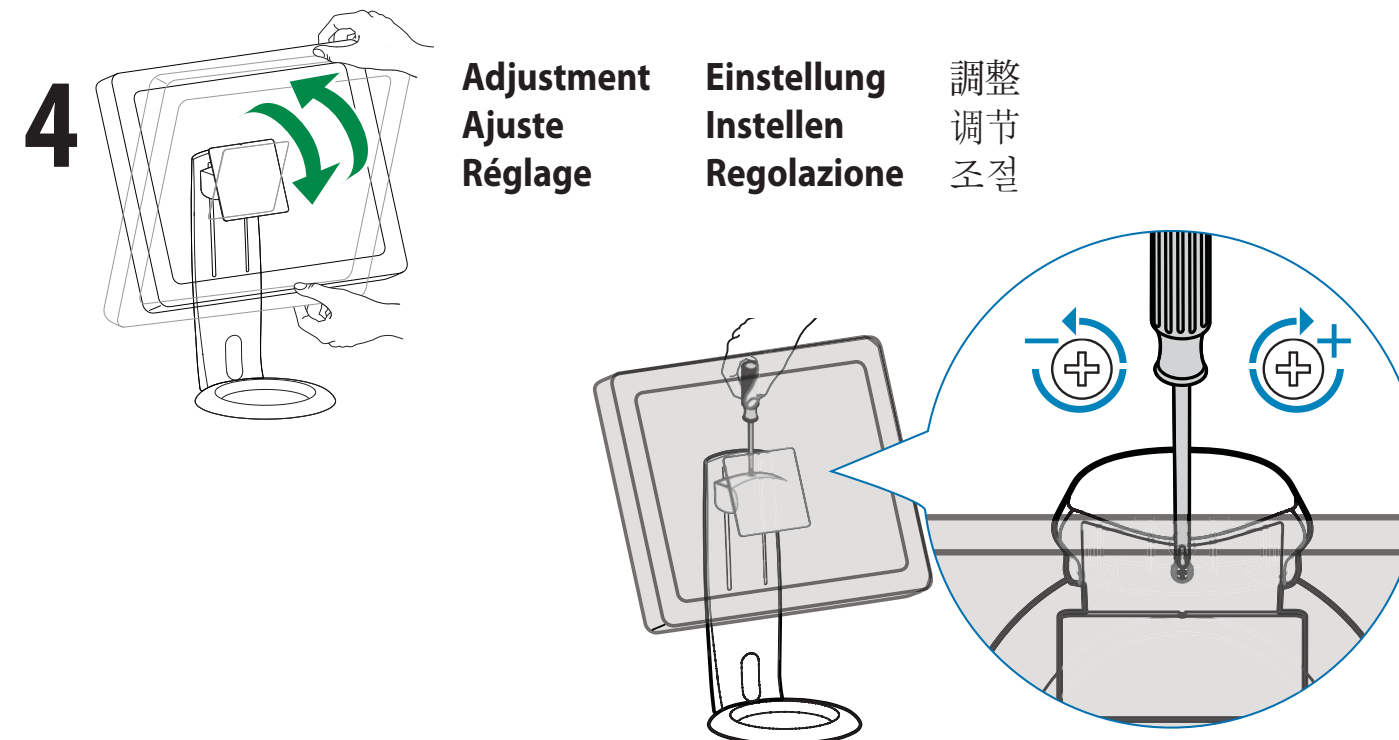 4
Adjustment
Ajuste
Réglage
Einstellung
Instellen
Regolazione
調整
调节
조절
− +